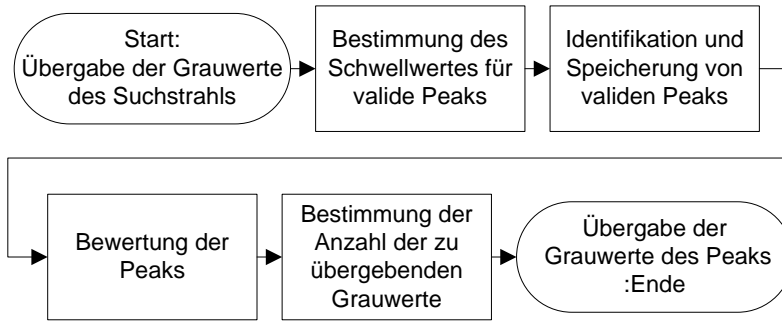 Start:
Übergabe der Grauwerte
des Suchstrahls
Bestimmung des
Schwellwertes für
valide Peaks
Identifikation und
Speicherung von
validen Peaks
Bewertung der
Peaks
Bestimmung der
Anzahl der zu
übergebenden
Grauwerte
Übergabe der
Grauwerte des Peaks
:Ende